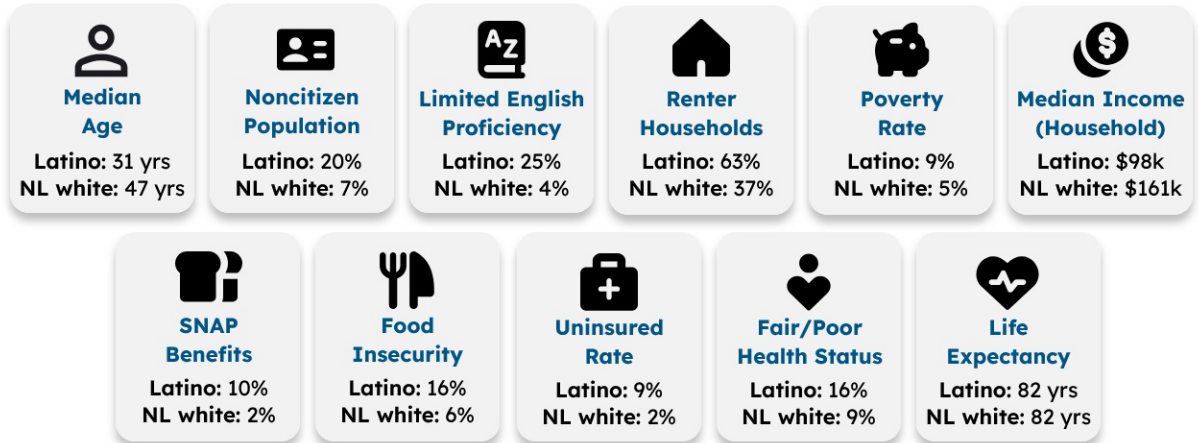 AZ
Median
Age
Latino: 31 yrs
NL white: 47 yrs
Noncitizen
Population
Latino: 20%
NL white: 7%
Limited English
Proficiency
Latino: 25%
NL white: 4%
Renter
Households
Latino: 63%
NL white: 37%
Poverty
Rate
Latino: 9%
NL white: 5%
$
Median Income
(Household)
Latino: $98k
NL white: $161k
SNAP
Benefits
Latino: 10%
NL white: 2%
Food
Insecurity
Latino: 16%
NL white: 6%
Uninsured
Rate
Latino: 9%
NL white: 2%
Fair/Poor
Health Status
Latino: 16%
NL white: 9%
Life
Expectancy
Latino: 82 yrs
NL white: 82 yrs